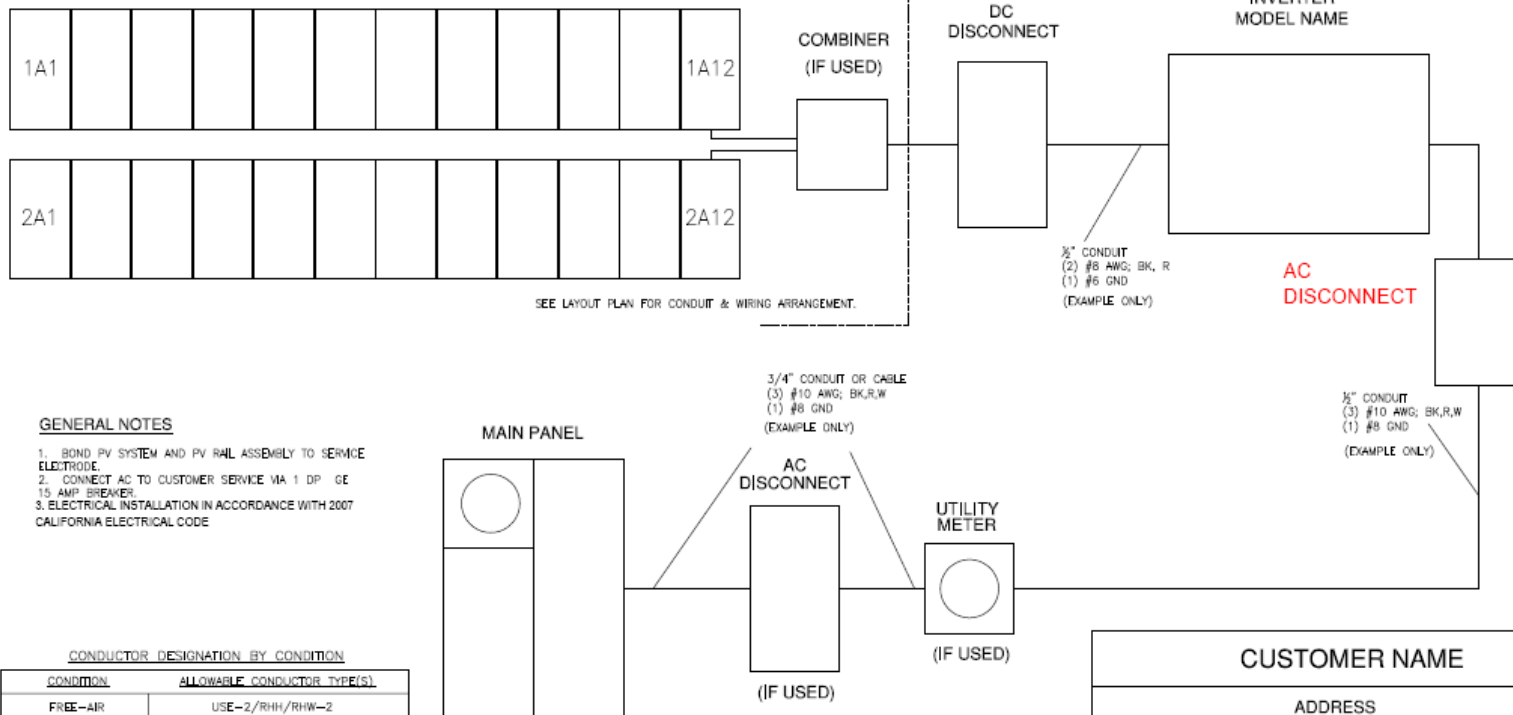 INVERTER
MODEL NAME
DC
DISCONNECT
COMBINER
(IF USED)
1A1
1A12
2A1
2A12
½" CONDUIT
(2) #8 AWG; BK, R
(1) #6 GND
(EXAMPLE ONLY)
AC
DISCONNECT
SEE LAYOUT PLAN FOR CONDUIT & WIRING ARRANGEMENT.
3/4" CONDUIT OR CABLE
(3) #10 AWG; BK,R,W
(1) #8 GND
(EXAMPLE ONLY)
½" CONDUIT
(3) #10 AWG; BK,R,W
(1) #8 GND
(EXAMPLE ONLY)
GENERAL NOTES
1. BOND PV SYSTEM AND PV RAIL ASSEMBLY TO SERVICE
ELECTRODE.
2. CONNECT AC TO CUSTOMER SERVICE VIA 1 DP GE
15 AMP BREAKER.
3. ELECTRICAL INSTALLATION IN ACCORDANCE WITH 2007
CALIFORNIA ELECTRICAL CODE
MAIN PANEL
AC
DISCONNECT
(IF USED)
UTILITY
METER
(IF USED)
CONDUCTOR DESIGNATION BY CONDITION
CONDITION ALLOWABLE CONDUCTOR TYPE(S)
FREE-AIR USE-2/RHH/RHW-2
CUSTOMER NAME
ADDRESS